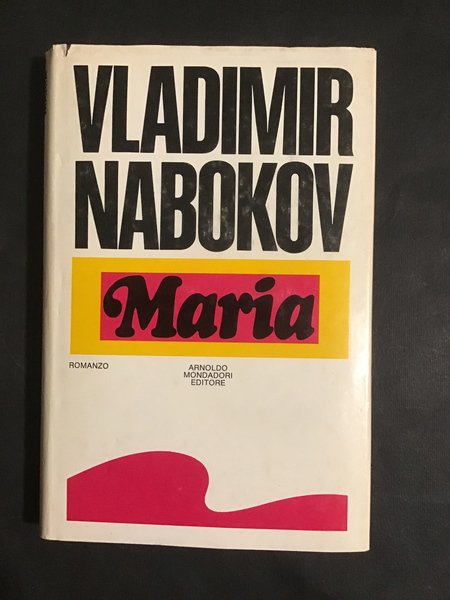 VLADIMIR
NABOKOV
Maria
ROMANZO
ARNOLDO
MONDADORI
EDITORE